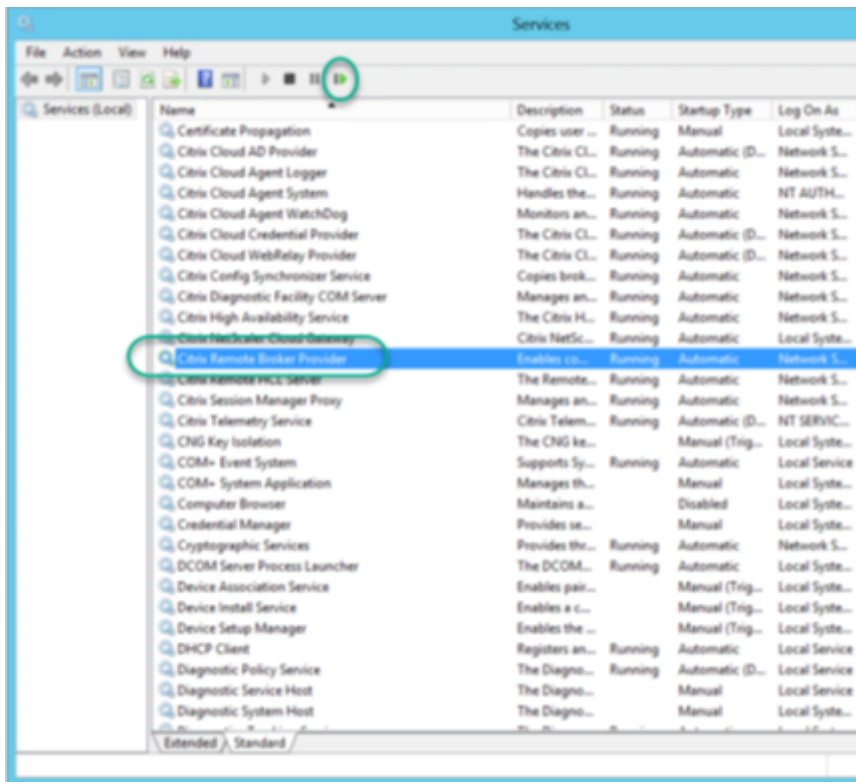 Services
File Action View Help
Services (Local)
Name Description Status Startup Type Log On As
Certificate Propagation Copies user ... Running Manual Local Syste...
Citrix Cloud AD Provider The Citrix Cl... Running Automatic (D... Network S...
Citrix Cloud Agent Logger The Citrix Cl... Running Automatic Network S...
Citrix Cloud Agent System Handles the... Running Automatic NT AUTH...
Citrix Cloud Agent WatchDog Monitors an... Running Automatic Network S...
Citrix Cloud Credential Provider The Citrix Cl... Running Automatic (D... Network S...
Citrix Cloud WebRelay Provider The Citrix Cl... Running Automatic (D... Network S...
Citrix Config Synchronizer Service Copies brok... Running Automatic Network S...
Citrix Diagnostic Facility COM Server Manages an... Running Automatic Network S...
Citrix High Availability Service The Citrix H... Running Automatic Network S...
Citrix NetScaler Cloud Gateway Citrix NetSc... Running Automatic Local Syste...
Citrix Remote Broker Provider Enables co... Running Automatic Network S...
Citrix Remote HCL Server The Remote... Running Automatic Network S...
Citrix Session Manager Proxy Manages an... Running Automatic Network S...
Citrix Telemetry Service Citrix Telem... Running Automatic (D... NT SERVIC...
CNG Key Isolation The CNG ke... Manual (Trig... Local Syste...
COM+ Event System Supports Sy... Running Automatic Local Service
COM+ System Application Manages th... Manual Local Syste...
Computer Browser Maintains a... Disabled Local Syste...
Credential Manager Provides se... Manual Local Syste...
Cryptographic Services Provides thr... Running Automatic Network S...
DCOM Server Process Launcher The DCOM... Running Automatic Local Syste...
Device Association Service Enables pair... Manual (Trig... Local Syste...
Device Install Service Enables a c... Manual (Trig... Local Syste...
Device Setup Manager Enables the ... Manual (Trig... Local Syste...
DHCP Client Registers an... Running Automatic Local Service
Diagnostic Policy Service The Diagno... Running Automatic (D... Local Service
Diagnostic Service Host The Diagno... Manual Local Service
Diagnostic System Host The Diagno... Manual Local Syste...
Extended Standard